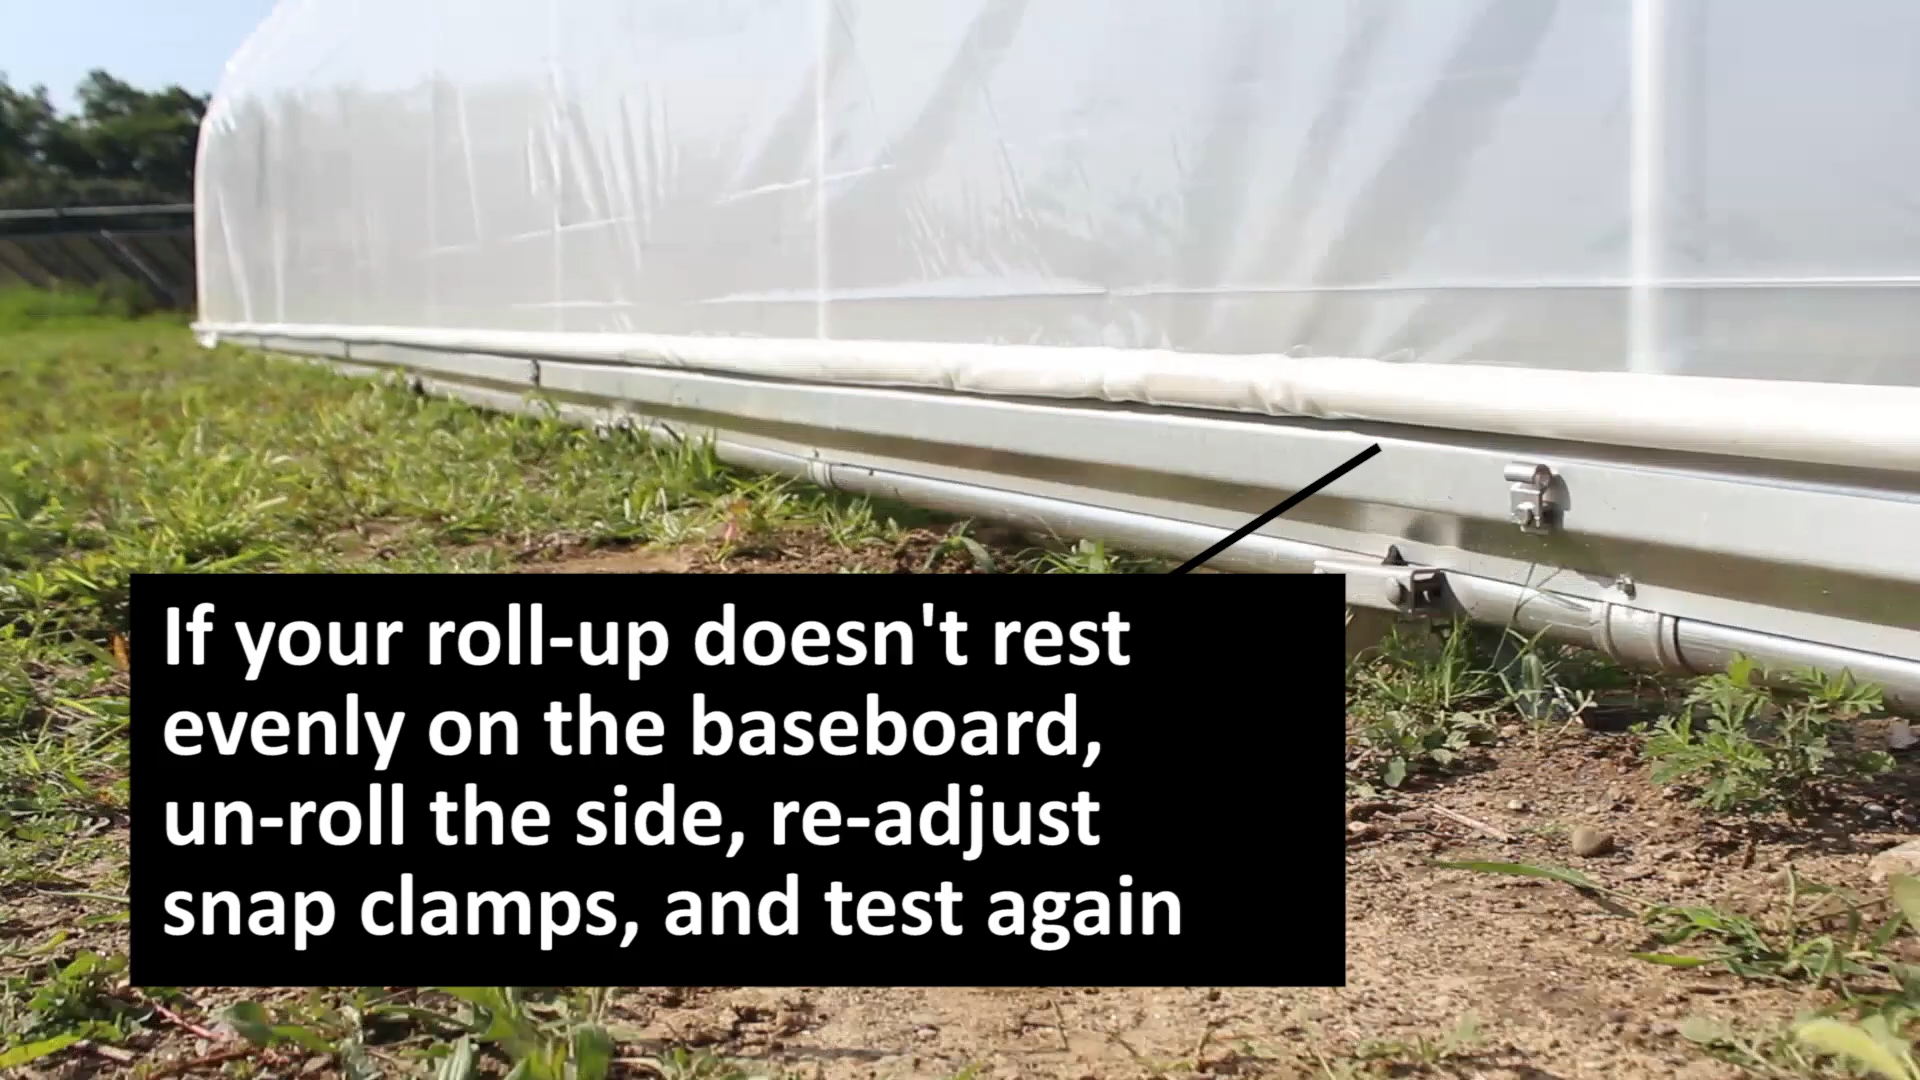 If your roll-up doesn't rest
evenly on the baseboard,
un-roll the side, re-adjust
snap clamps, and test again